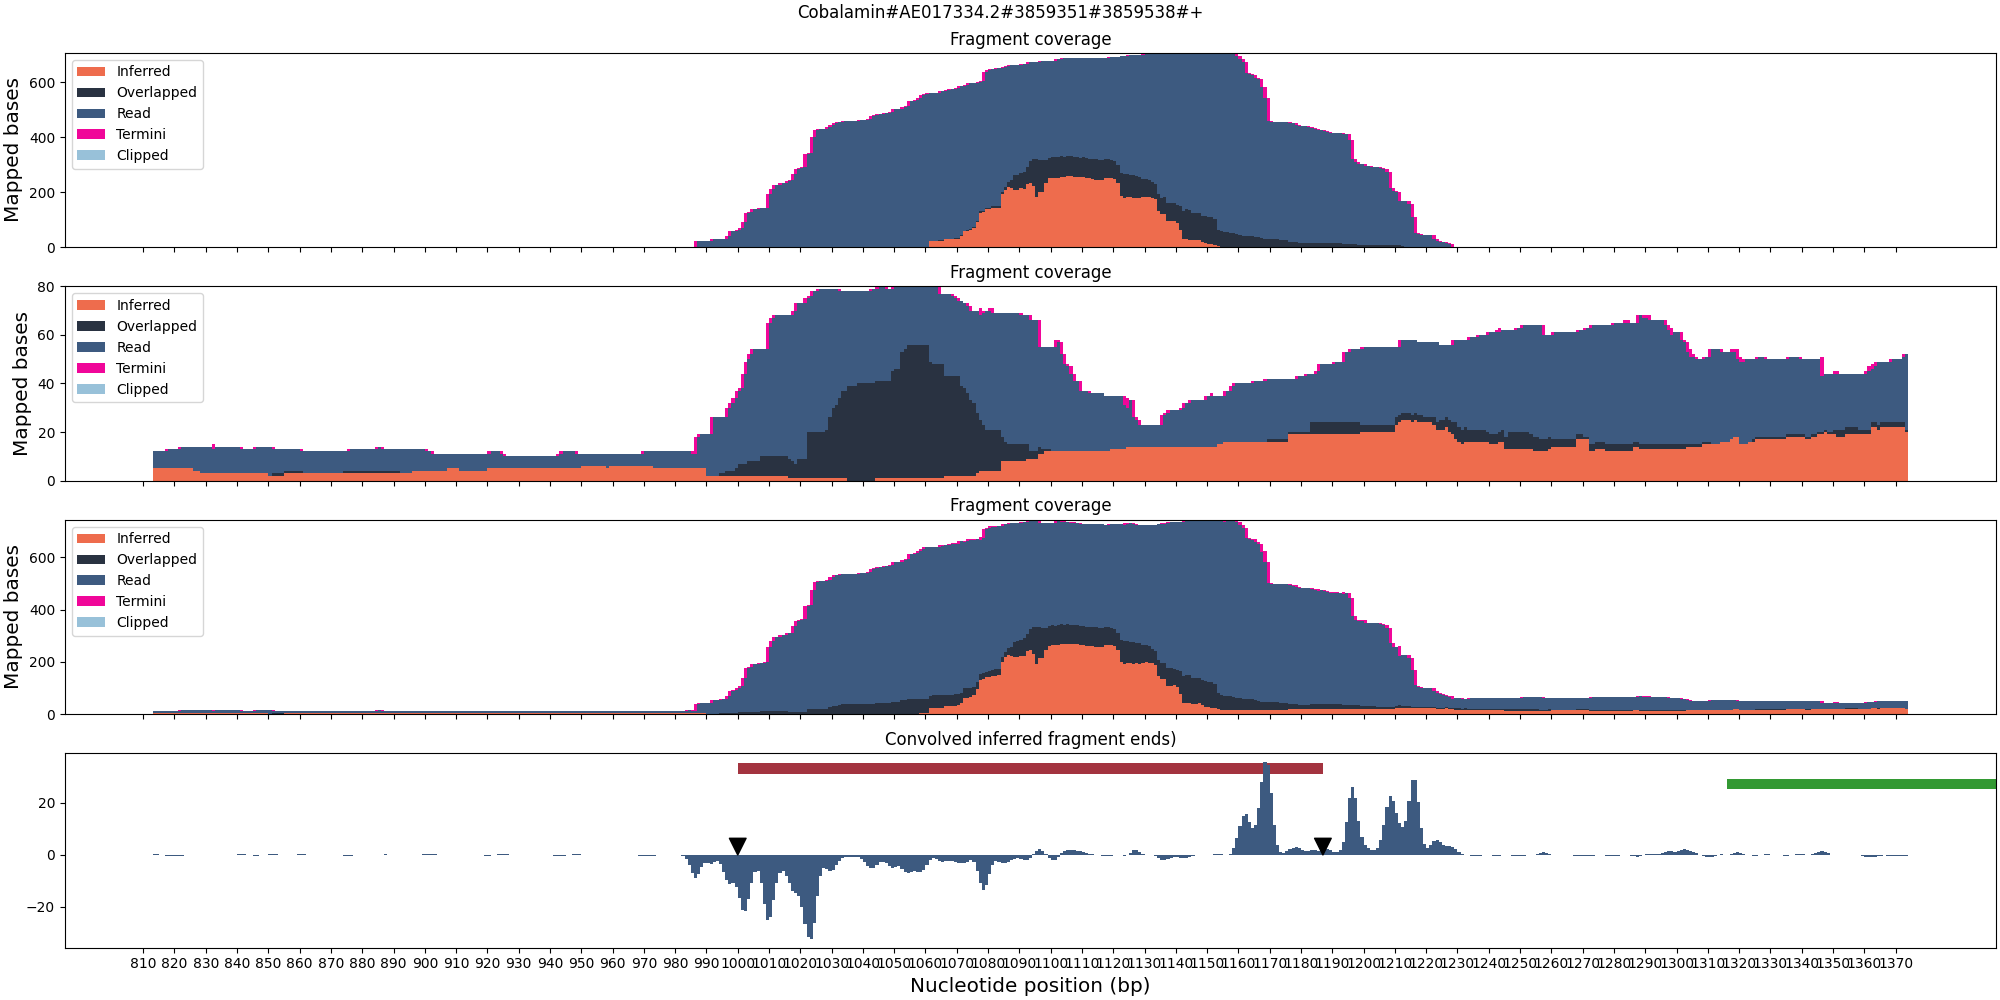 Cobalamin#AE017334.2#3859351#3859538#+
Fragment coverage
Mapped bases
600
400
200
0
Inferred
Overlapped
Read
Termini
Clipped
Fragment coverage
Mapped bases
80
60
40
20
0
Inferred
Overlapped
Read
Termini
Clipped
Fragment coverage
Mapped bases
600
400
200
0
Inferred
Overlapped
Read
Termini
Clipped
Convolved inferred fragment ends)
20
0
−20
810 820 830 840 850 860 870 880 890 900 910 920 930 940 950 960 970 980 990 1000 1010 1020 1030 1040 1050 1060 1070 1080 1090 1100 1110 1120 1130 1140 1150 1160 1170 1180 1190 1200 1210 1220 1230 1240 1250 1260 1270 1280 1290 1300 1310 1320 1330 1340 1350 1360 1370
Nucleotide position (bp)